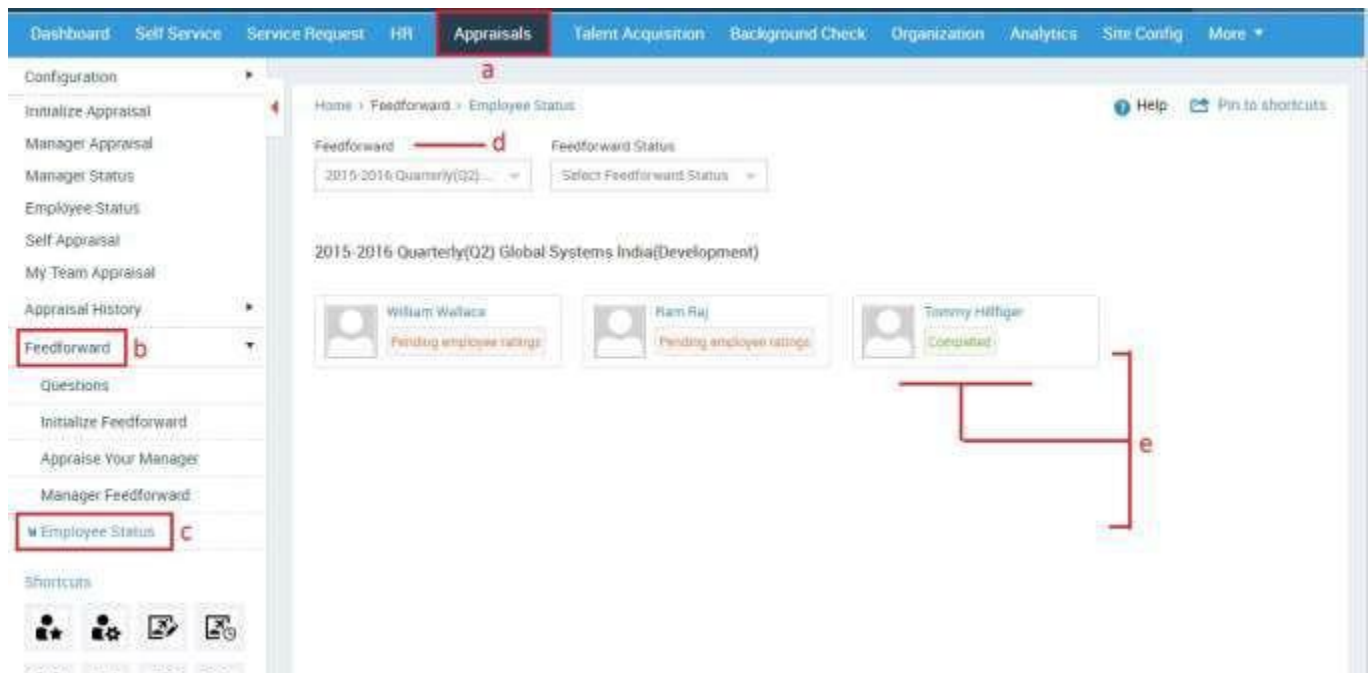 Dashboard Self Service Service Request HR Appraisals Talent Acquisition Background Check Organization Analytics Site Config More
a
Configuration
Initialize Appraisal
Manager Appraisal
Manager Status
Employee Status
Self Appraisal
My Team Appraisal
Appraisal History
Feedforward b
Questions
Initialize Feedforward
Appraise Your Manager
Manager Feedforward
Employee Status c
Shortcuts
Home › Feedforward › Employee Status
Help Pin to shortcuts
Feedforward d Feedforward Status
2015-2016 Quarterly(Q2)... Select Feedforward Status
2015-2016 Quarterly(Q2) Global Systems India(Development)
William Wallace Ram Raj Tommy Hilfiger
Pending employee ratings Pending employee ratings Completed
e